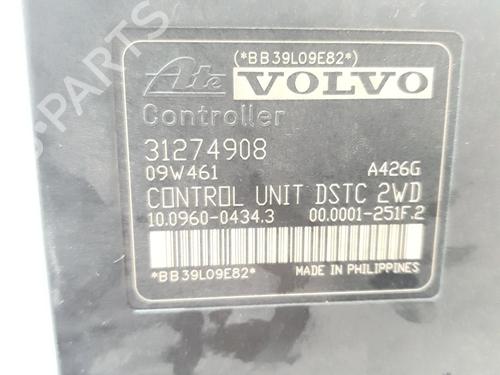 (*BB39L09E82*)
Ate VOLVO
Controller
31274908
09W461 A426G
CONTROL UNIT DSTC 2WD
10.0960-0434.3 00.0001-251F.2
*BB39L09E82*
MADE IN PHILIPPINES
B-PARTS